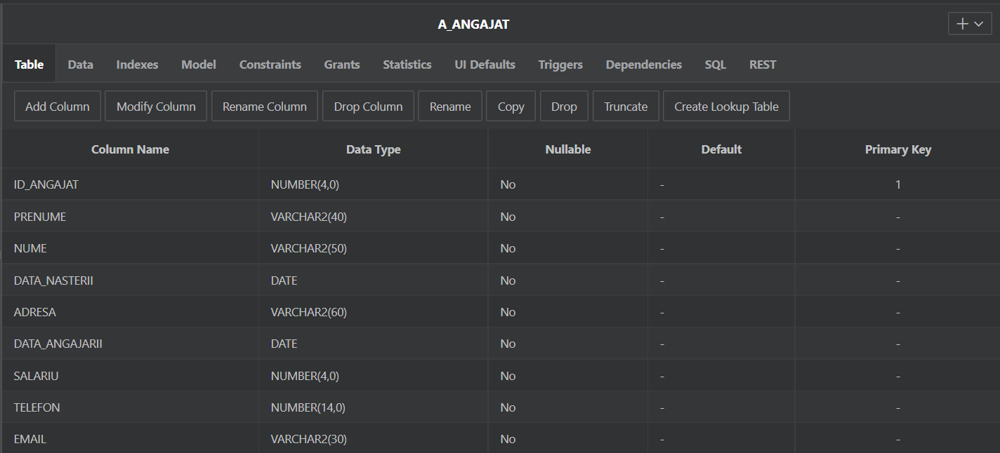 A_ANGAJAT
Table Data Indexes Model Constraints Grants Statistics UI Defaults Triggers Dependencies SQL REST
Add Column Modify Column Rename Column Drop Column Rename Copy Drop Truncate Create Lookup Table
Column Name Data Type Nullable Default Primary Key
ID_ANGAJAT NUMBER(4,0) No - 1
PRENUME VARCHAR2(40) No - -
NUME VARCHAR2(50) No - -
DATA_NASTERII DATE No - -
ADRESA VARCHAR2(60) No - -
DATA_ANGAJARII DATE No - -
SALARIU NUMBER(4,0) No - -
TELEFON NUMBER(14,0) No - -
EMAIL VARCHAR2(30) No - -